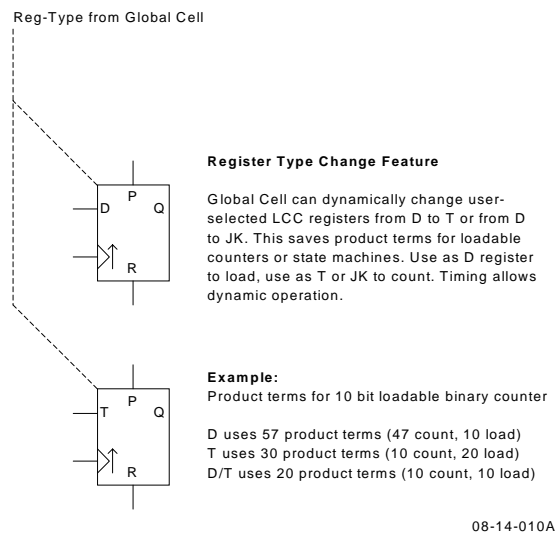 Reg-Type from Global Cell
P
D
Q
R
Register Type Change Feature
Global Cell can dynamically change user-
selected LCC registers from D to T or from D
to JK. This saves product terms for loadable
counters or state machines. Use as D register
to load, use as T or JK to count. Timing allows
dynamic operation.
P
T
Q
R
Example:
Product terms for 10 bit loadable binary counter
D uses 57 product terms (47 count, 10 load)
T uses 30 product terms (10 count, 20 load)
D/T uses 20 product terms (10 count, 10 load)
08-14-010A